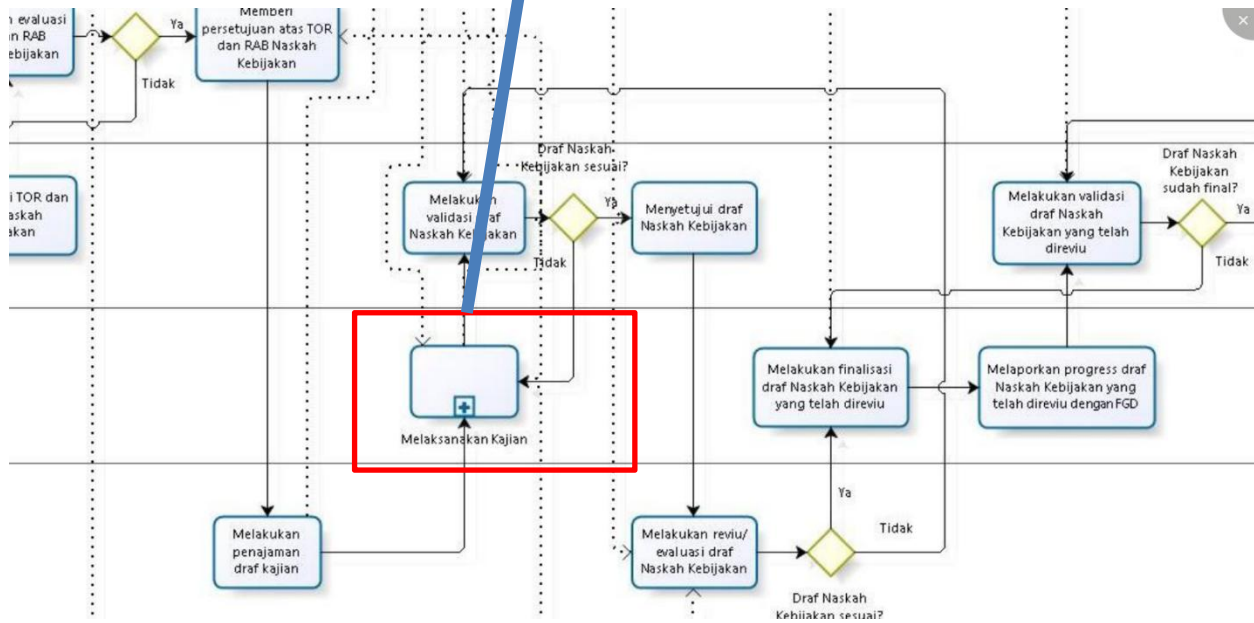 n evaluasi
an RAB
ebijakan
Ya
Tidak
Memberi
persetujuan atas TOR
dan RAB Naskah
Kebijakan
i TOR dan
askah
akan
Melakukan
validasi draf
Naskah Kebijakan
Draf Naskah
Kebijakan sesuai?
Ya
Tidak
Menyetujui draf
Naskah Kebijakan
Melakukan validasi
draf Naskah
Kebijakan yang telah
direviu
Draf Naskah
Kebijakan
sudah final?
Ya
Tidak
Melaksanakan Kajian
Melakukan finalisasi
draf Naskah Kebijakan
yang telah direviu
Melaporkan progress draf
Naskah Kebijakan yang
telah direviu dengan FGD
Melakukan
penajaman
draf kajian
Melakukan reviu/
evaluasi draf
Naskah Kebijakan
Ya
Tidak
Draf Naskah
Kebijakan sesuai?